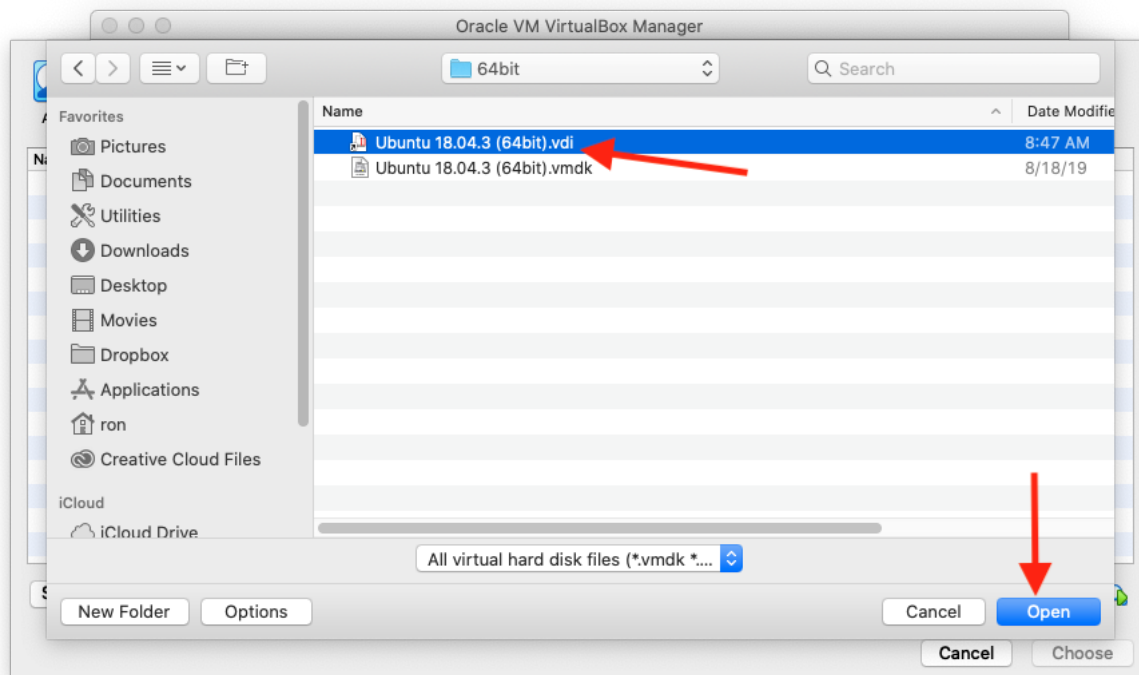 Oracle VM VirtualBox Manager
64bit
Search
Favorites
Pictures
Documents
Utilities
Downloads
Desktop
Movies
Dropbox
Applications
ron
Creative Cloud Files
iCloud
iCloud Drive
Name Date Modifie
Ubuntu 18.04.3 (64bit).vdi 8:47 AM
Ubuntu 18.04.3 (64bit).vmdk 8/18/19
All virtual hard disk files (*.vmdk *....
New Folder Options Cancel Open
Cancel Choose